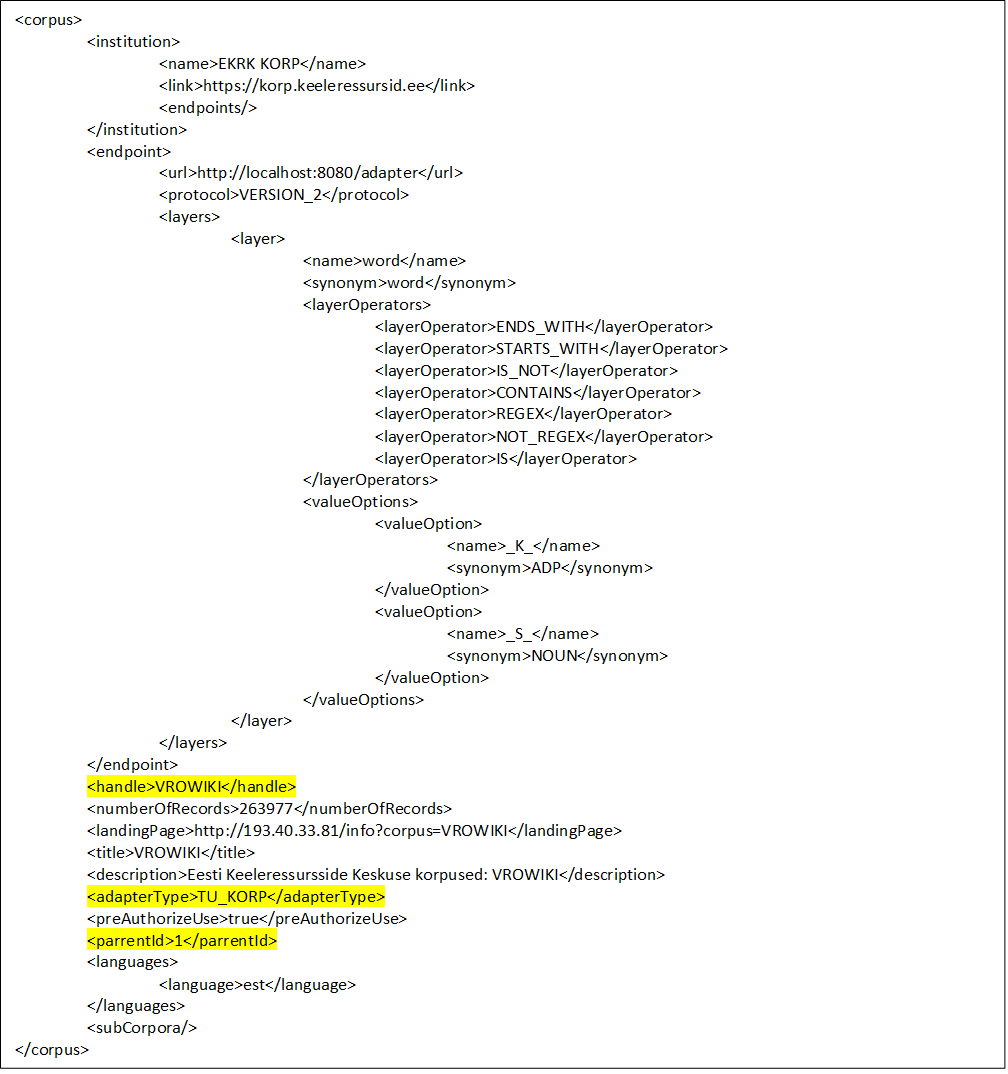 <corpus>
<institution>
<name>EKRK KORP</name>
<link>https://korp.keeleressursid.ee</link>
<endpoints/>
</institution>
<endpoint>
<url>http://localhost:8080/adapter</url>
<protocol>VERSION_2</protocol>
<layers>
<layer>
<name>word</name>
<synonym>word</synonym>
<layerOperators>
<layerOperator>ENDS_WITH</layerOperator>
<layerOperator>STARTS_WITH</layerOperator>
<layerOperator>IS_NOT</layerOperator>
<layerOperator>CONTAINS</layerOperator>
<layerOperator>REGEX</layerOperator>
<layerOperator>NOT_REGEX</layerOperator>
<layerOperator>IS</layerOperator>
</layerOperators>
<valueOptions>
<valueOption>
<name>_K_</name>
<synonym>ADP</synonym>
</valueOption>
<valueOption>
<name>_S_</name>
<synonym>NOUN</synonym>
</valueOption>
</valueOptions>
</layer>
</layers>
</endpoint>
<handle>VROWIKI</handle>
<numberOfRecords>263977</numberOfRecords>
<landingPage>http://193.40.33.81/info?corpus=VROWIKI</landingPage>
<title>VROWIKI</title>
<description>Eesti Keeleressursside Keskuse korpused: VROWIKI</description>
<adapterType>TU_KORP</adapterType>
<preAuthorizeUse>true</preAuthorizeUse>
<parrentId>1</parrentId>
<languages>
<language>est</language>
</languages>
<subCorpora/>
</corpus>